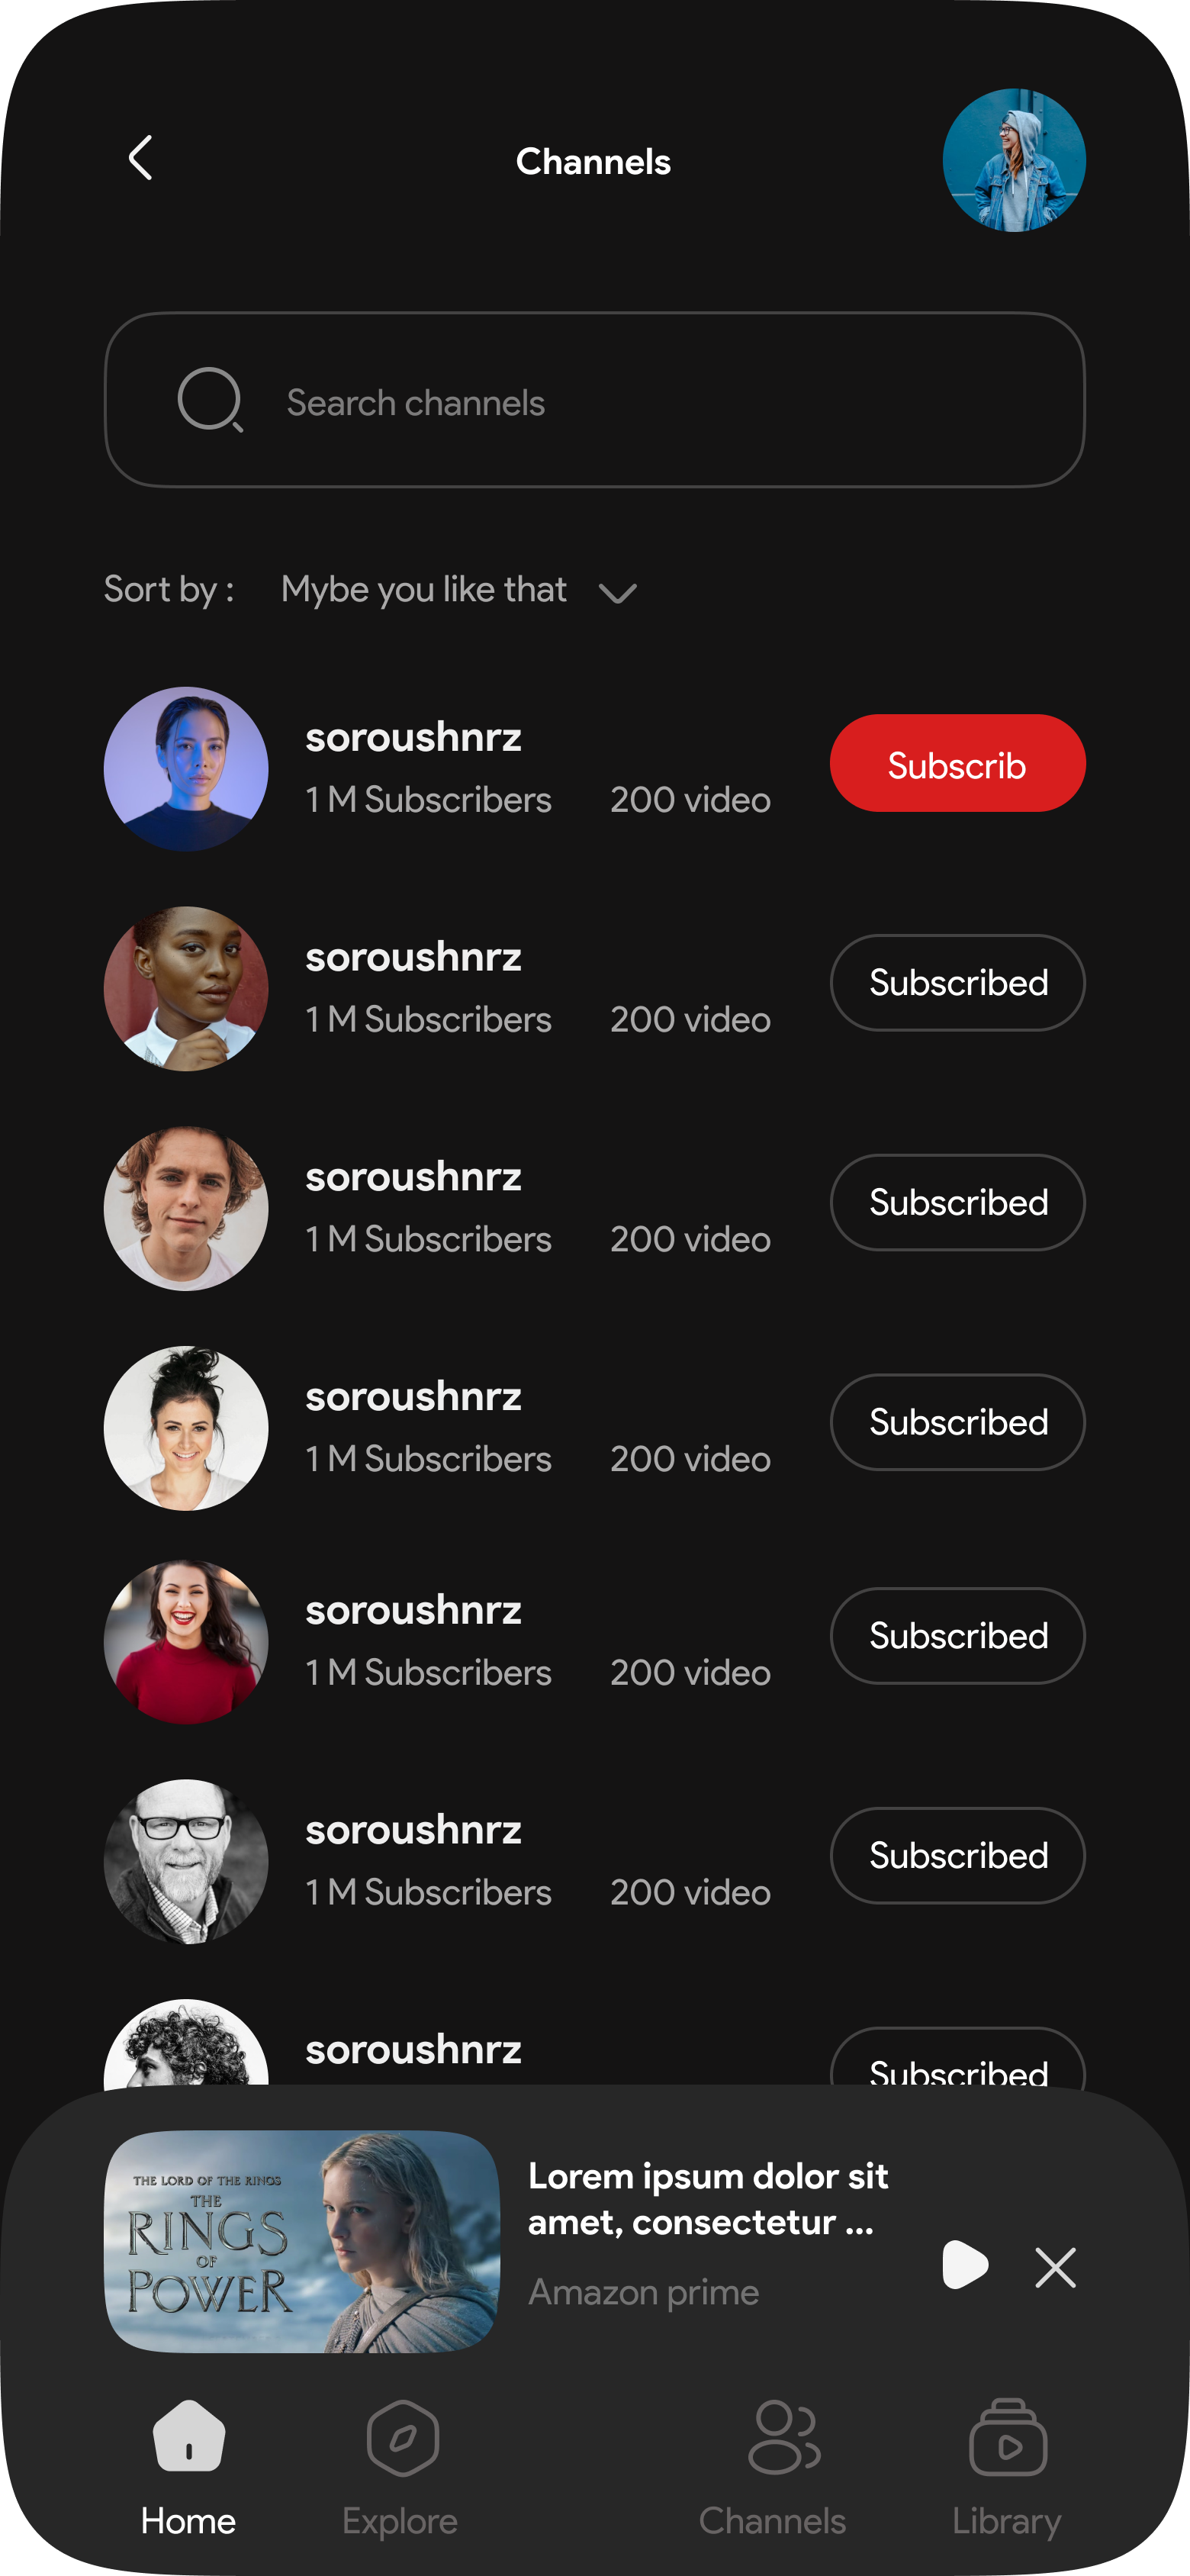 Channels
Search channels
Sort by : Mybe you like that
soroushnrz
1 M Subscribers 200 video
Subscrib
soroushnrz
1 M Subscribers 200 video
Subscribed
soroushnrz
1 M Subscribers 200 video
Subscribed
soroushnrz
1 M Subscribers 200 video
Subscribed
soroushnrz
1 M Subscribers 200 video
Subscribed
soroushnrz
1 M Subscribers 200 video
Subscribed
soroushnrz
Subscribed
THE LORD OF THE RINGS
THE
RINGS
OF
POWER
Lorem ipsum dolor sit
amet, consectetur ...
Amazon prime
Home Explore Channels Library